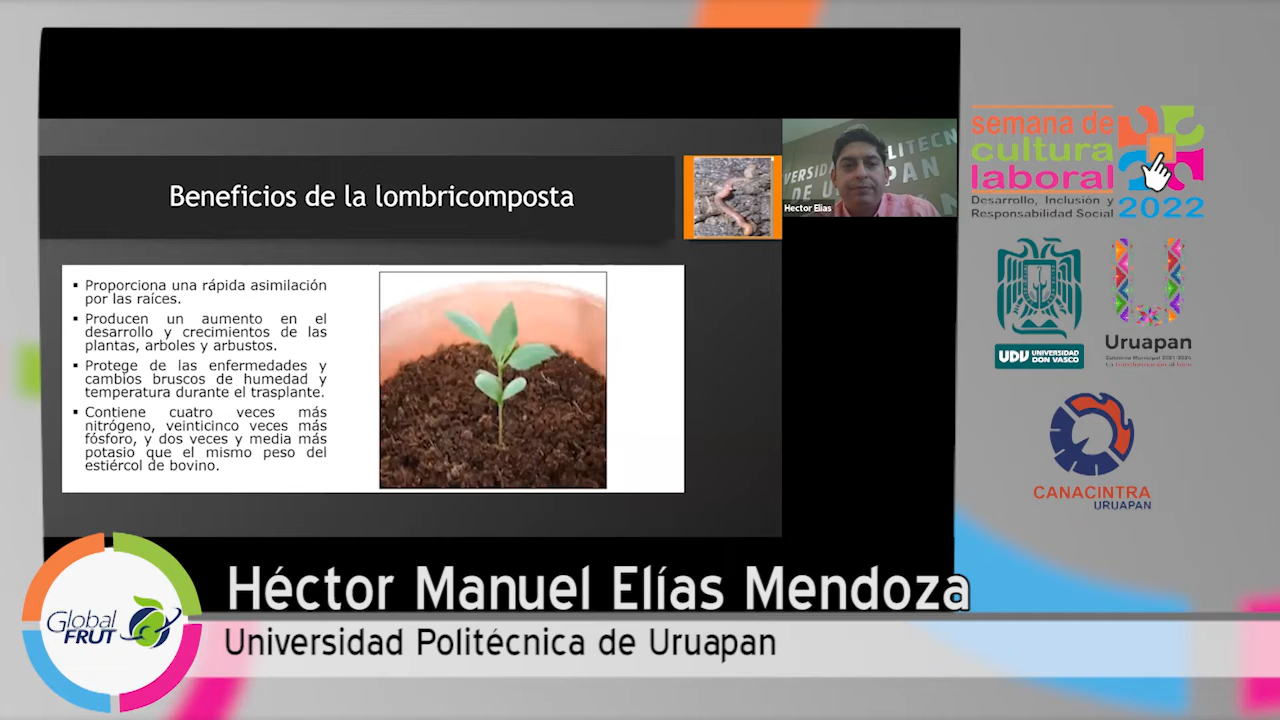 Beneficios de la lombricomposta
▪ Proporciona una rápida asimilación
por las raíces.
▪ Producen un aumento en el
desarrollo y crecimientos de las
plantas, arboles y arbustos.
▪ Protege de las enfermedades y
cambios bruscos de humedad y
temperatura durante el trasplante.
▪ Contiene cuatro veces más
nitrógeno, veinticinco veces más
fósforo, y dos veces y media más
potasio que el mismo peso del
estiércol de bovino.
Hector Elias
semana de
cultura
laboral
Desarrollo, Inclusión y
Responsabilidad Social
2022
UDV UNIVERSIDAD
DON VASCO
Uruapan
CANACINTRA
URUAPAN
Global
FRUT
Héctor Manuel Elías Mendoza
Universidad Politécnica de Uruapan